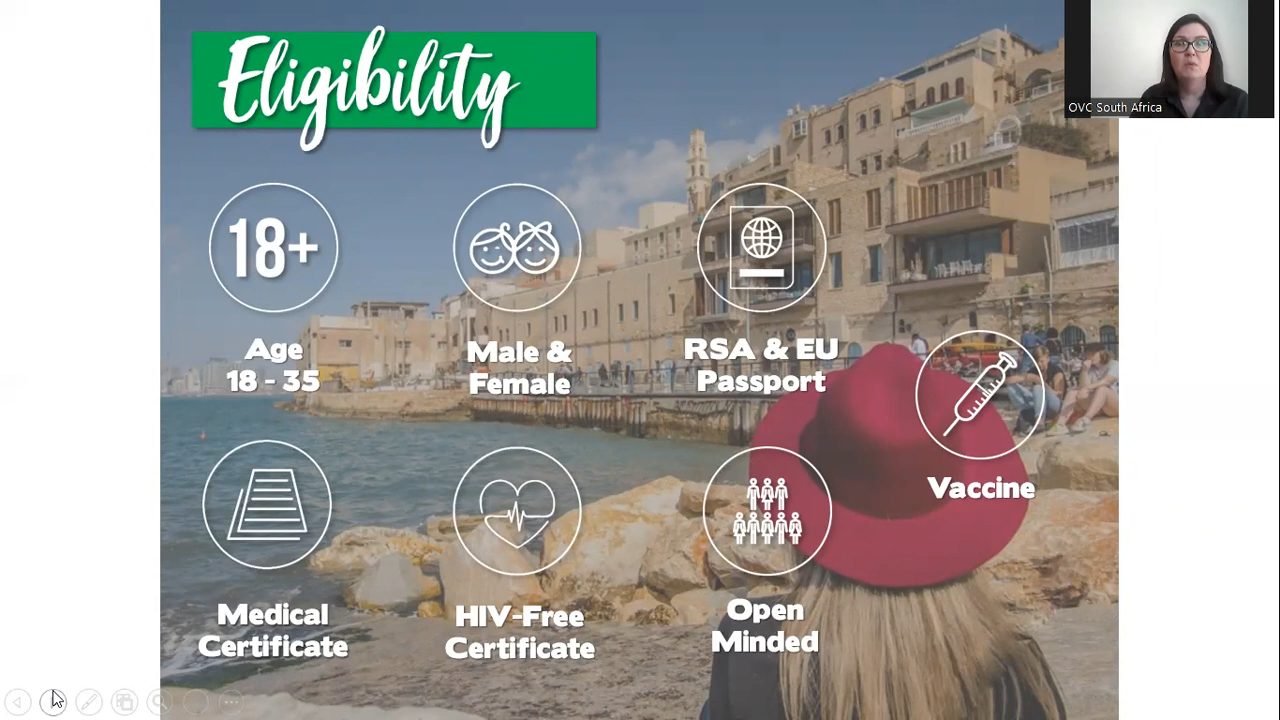 Eligibility
OVC South Africa
18+
Age
18 - 35
Male &
Female
RSA & EU
Passport
Vaccine
Medical
Certificate
HIV-Free
Certificate
Open
Minded